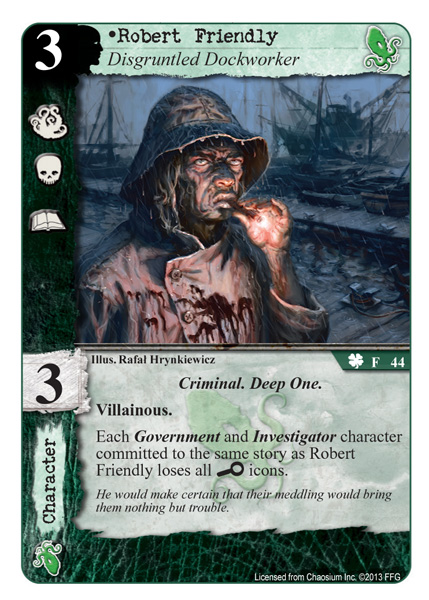 3
•Robert Friendly
Disgruntled Dockworker
Illus. Rafał Hrynkiewicz
F 44
3
Criminal. Deep One.
Villainous.
Each Government and Investigator character
committed to the same story as Robert
Friendly loses all icons.
He would make certain that their meddling would bring
them nothing but trouble.
Character
Licensed from Chaosium Inc. ©2013 FFG